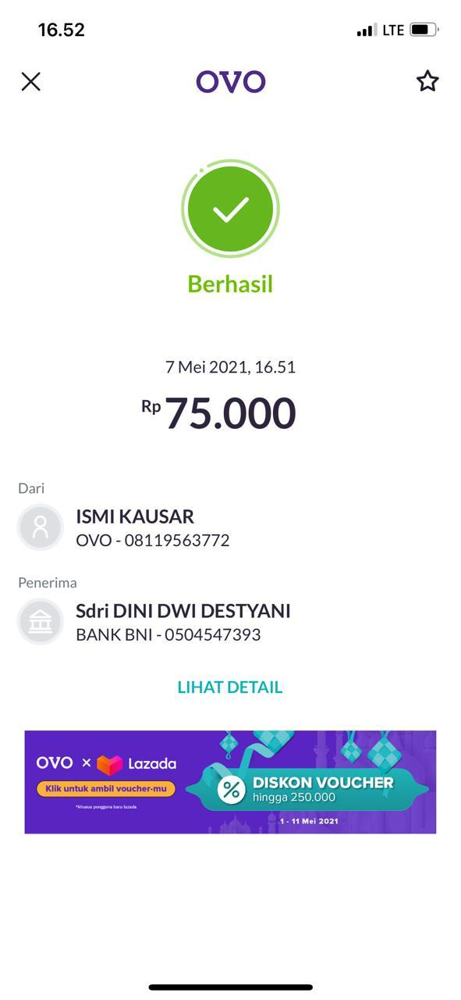 16.52
LTE
OVO
Berhasil
7 Mei 2021, 16.51
Rp 75.000
Dari
ISMI KAUSAR
OVO - 08119563772
Penerima
Sdri DINI DWI DESTYANI
BANK BNI - 0504547393
LIHAT DETAIL
OVO × Lazada
Klik untuk ambil voucher-mu
*khusus pengguna baru lazada
% DISKON VOUCHER
hingga 250.000
1 - 11 Mei 2021